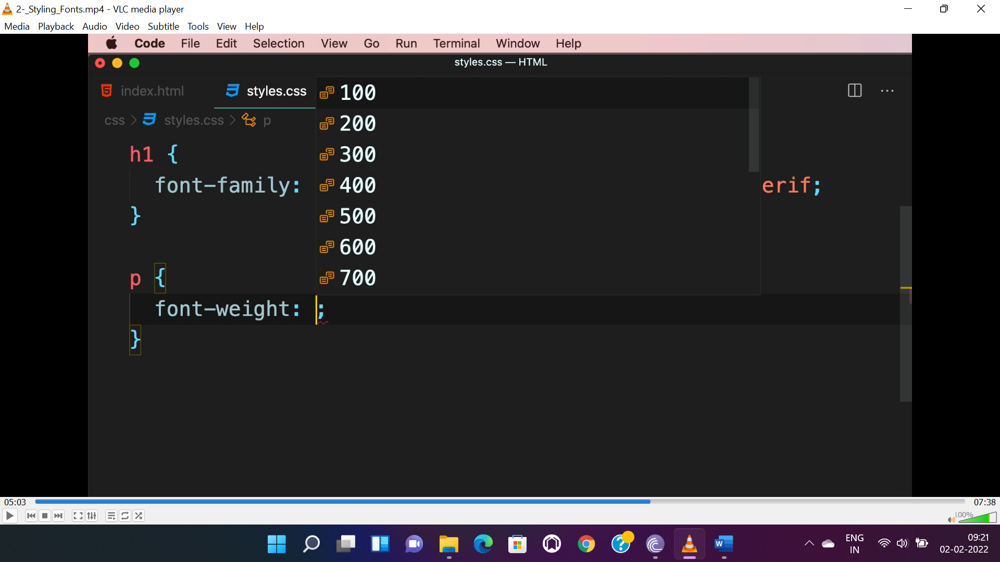 2-_Styling_Fonts.mp4 - VLC media player
Media Playback Audio Video Subtitle Tools View Help
Code File Edit Selection View Go Run Terminal Window Help
styles.css — HTML
index.html styles.css
css > styles.css > p
100
200
300
400
500
600
700
h1 {
font-family: erif;
}
p {
font-weight: ;
}
05:03 07:38
100%
ENG
IN
09:21
02-02-2022